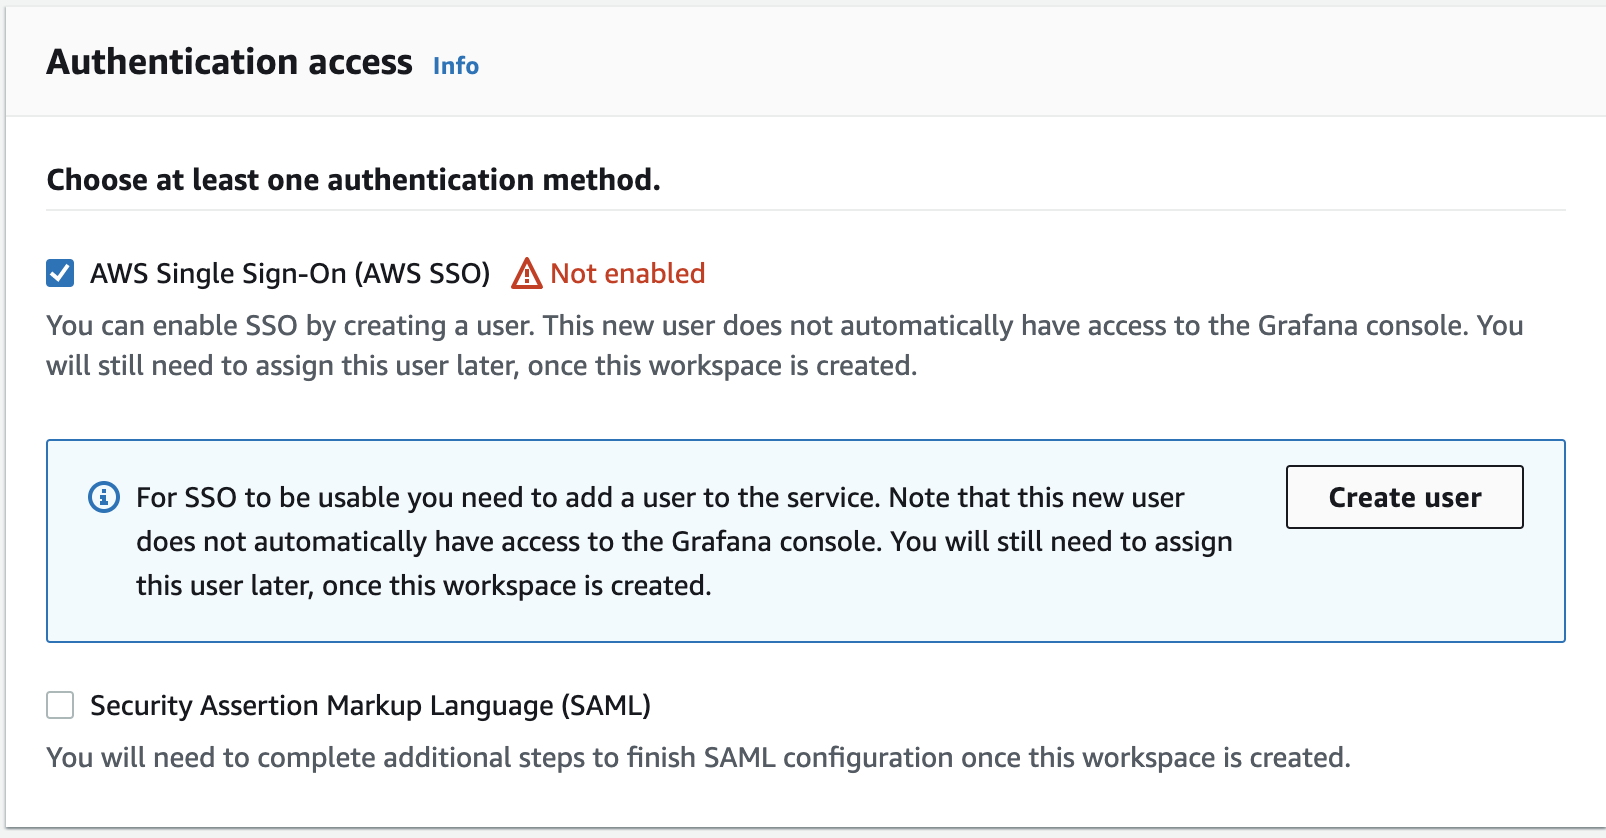 Authentication access Info
Choose at least one authentication method.
AWS Single Sign-On (AWS SSO) Not enabled
You can enable SSO by creating a user. This new user does not automatically have access to the Grafana console. You
will still need to assign this user later, once this workspace is created.
For SSO to be usable you need to add a user to the service. Note that this new user
does not automatically have access to the Grafana console. You will still need to assign
this user later, once this workspace is created.
Create user
Security Assertion Markup Language (SAML)
You will need to complete additional steps to finish SAML configuration once this workspace is created.